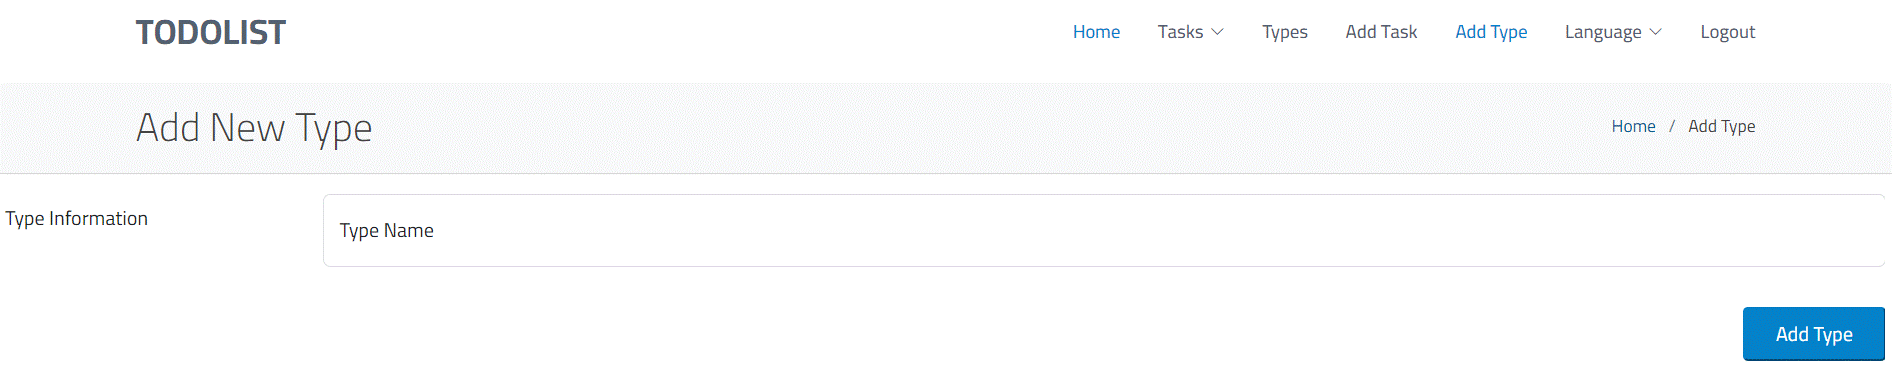 TODOLIST Home Tasks Types Add Task Add Type Language Logout
Add New Type Home / Add Type
Type Information
Type Name
Add Type